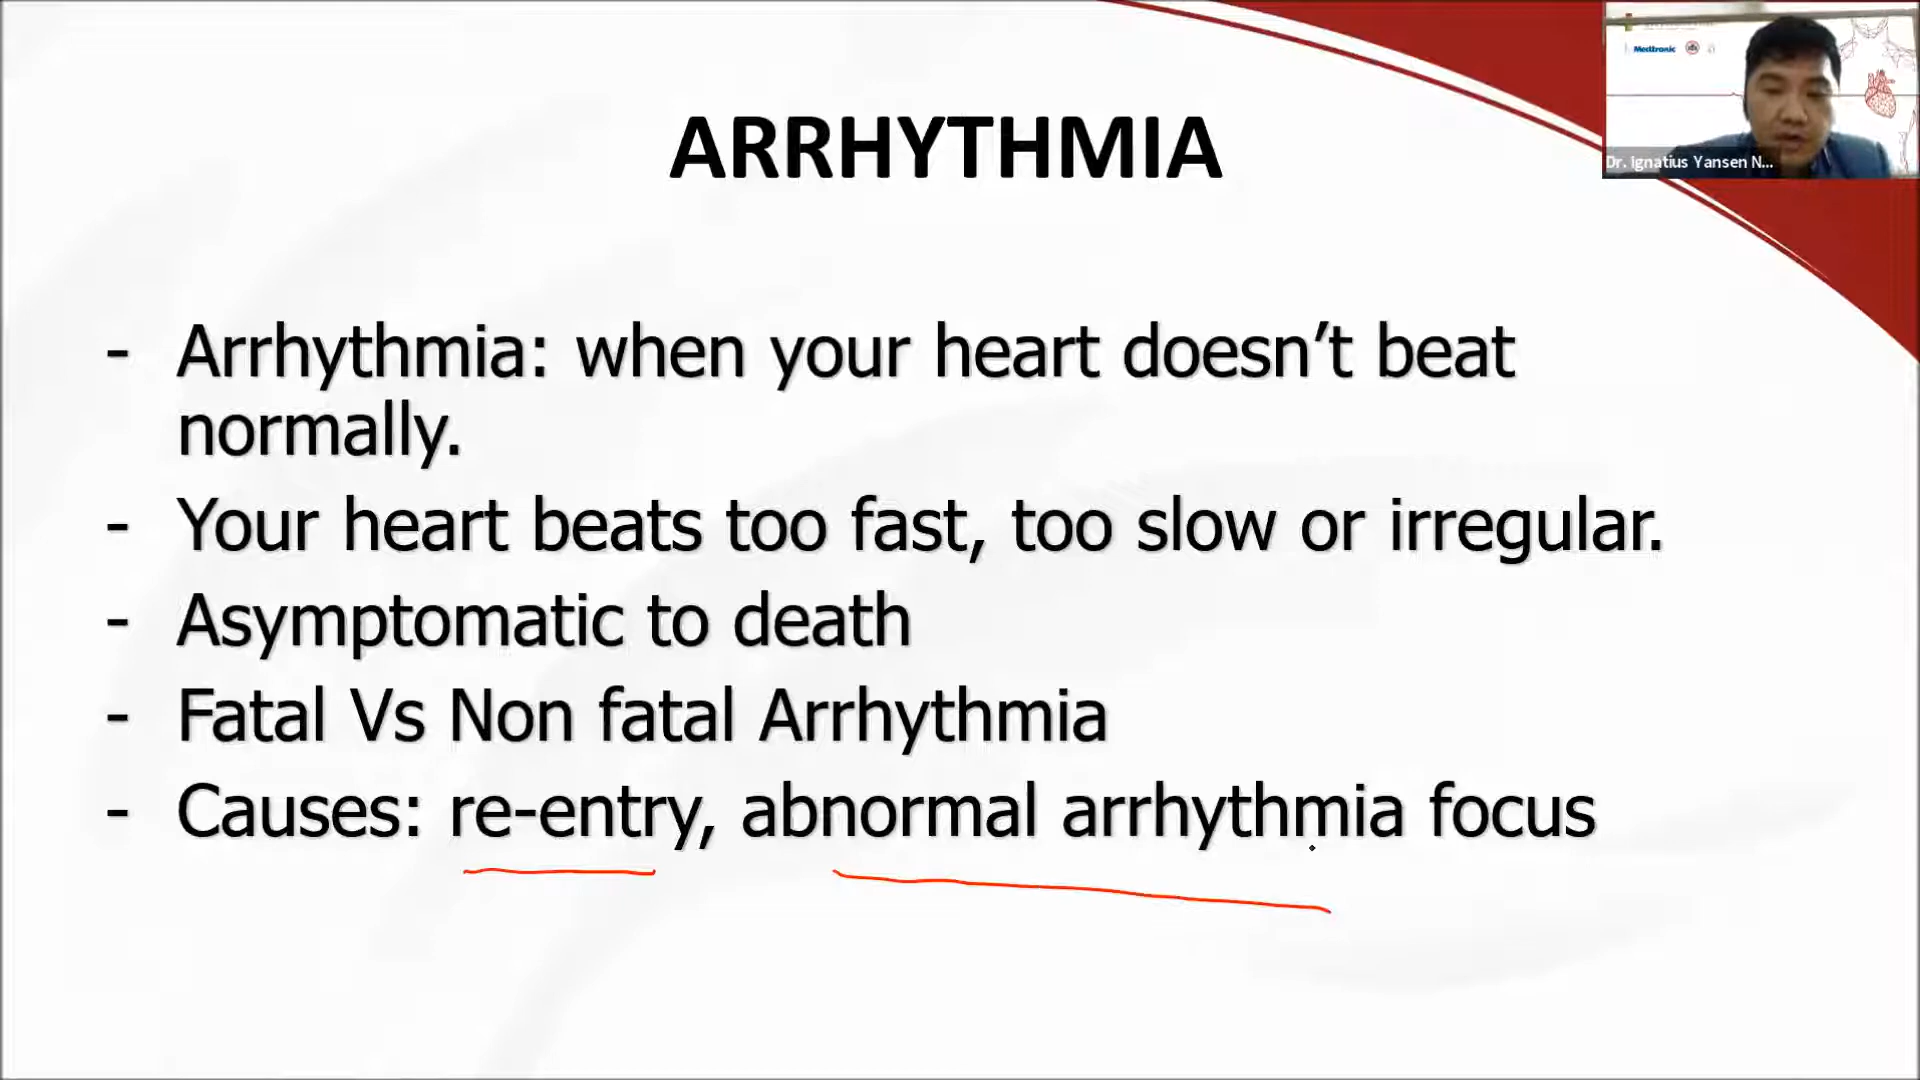 ARRHYTHMIA
Medtronic
Dr. Ignatius Yansen N...
- Arrhythmia: when your heart doesn’t beat
normally.
- Your heart beats too fast, too slow or irregular.
- Asymptomatic to death
- Fatal Vs Non fatal Arrhythmia
- Causes: re-entry, abnormal arrhythmia focus